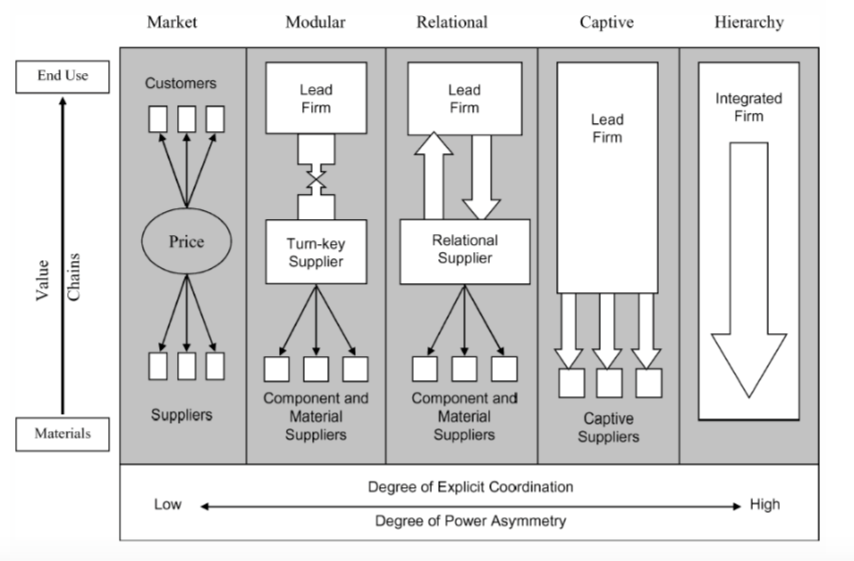 Market
Modular
Relational
Captive
Hierarchy
End Use
Value
Chains
Materials
Customers
Price
Suppliers
Lead
Firm
Turn-key
Supplier
Component and
Material
Suppliers
Lead
Firm
Relational
Supplier
Component and
Material
Suppliers
Lead
Firm
Captive
Suppliers
Integrated
Firm
Degree of Explicit Coordination
Low
High
Degree of Power Asymmetry